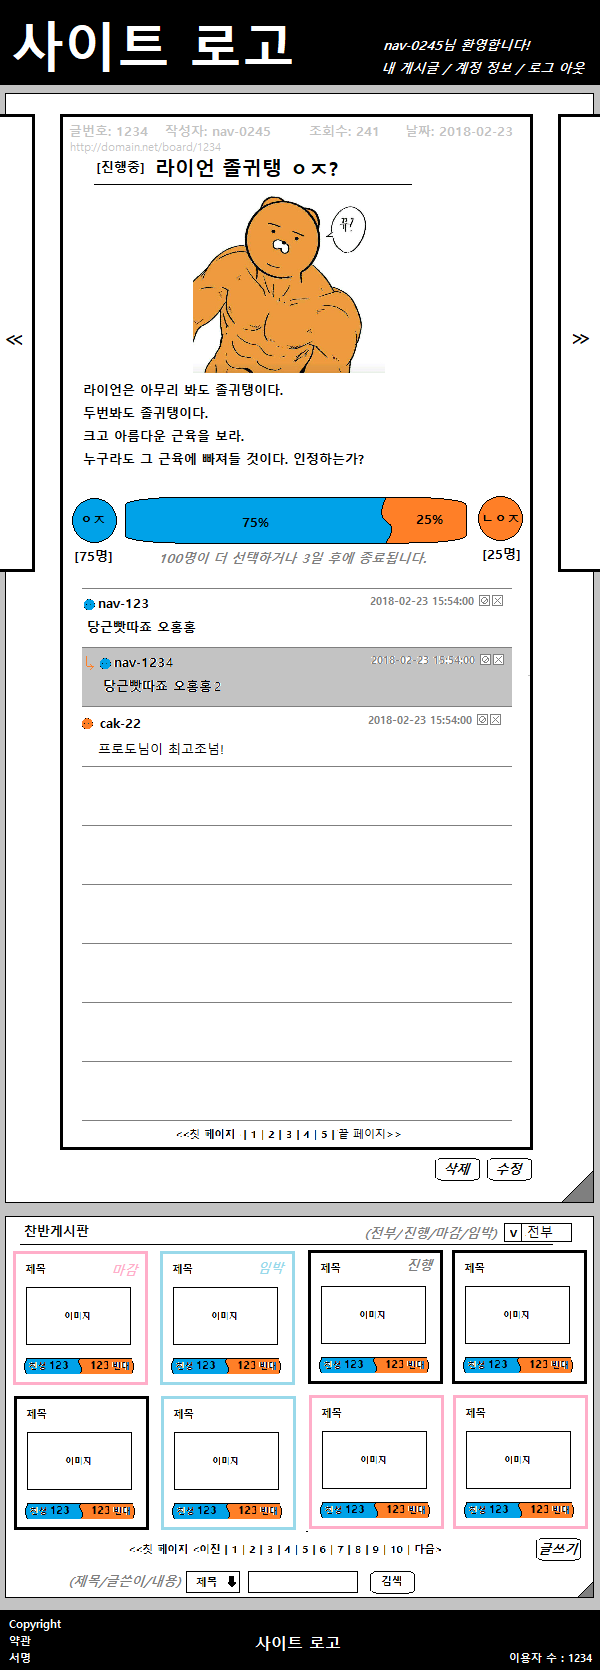 사이트 로고
nav-0245님 환영합니다!
내 게시글 / 계정 정보 / 로그 아웃
글번호: 1234 작성자: nav-0245 조회수: 241 날짜: 2018-02-23
http://domain.net/board/1234
[진행중] 라이언 졸귀탱 ㅇㅈ?
뀨?
<<
>>
라이언은 아무리 봐도 졸귀탱이다.
두번봐도 졸귀탱이다.
크고 아름다운 근육을 보라.
누구라도 그 근육에 빠져들 것이다. 인정하는가?
ㅇㅈ 75% 25% ㄴㅇㅈ
[75명] 100명이 더 선택하거나 3일 후에 종료됩니다. [25명]
nav-123 2018-02-23 15:54:00
당근빳따죠 오홍홍
nav-1234 2018-02-23 15:54:00
당근빳따죠 오홍홍2
cak-22 2018-02-23 15:54:00
프로도님이 최고조넘!
<<첫 페이지 | 1 | 2 | 3 | 4 | 5 | 끝 페이지>>
삭제 수정
찬반게시판 (전부/진행/마감/임박) v 전부
제목 마감 제목 임박 제목 진행 제목
이미지 이미지 이미지 이미지
찬성 123 123 반대 찬성 123 123 반대 찬성 123 123 반대 찬성 123 123 반대
제목 제목 제목 제목
이미지 이미지 이미지 이미지
찬성 123 123 반대 찬성 123 123 반대 찬성 123 123 반대 찬성 123 123 반대
<<첫 페이지 <이전 | 1 | 2 | 3 | 4 | 5 | 6 | 7 | 8 | 9 | 10 | 다음> 글쓰기
(제목/글쓴이/내용) 제목 검색
Copyright
약관
서명
사이트 로고
이용자 수 : 1234